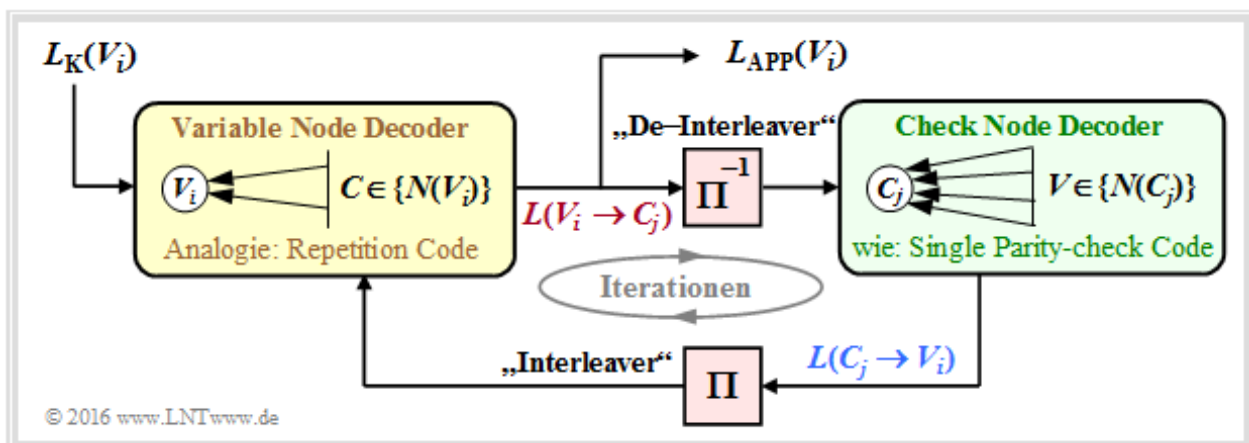 L_K(V_i)
L_APP(V_i)
Variable Node Decoder
„De–Interleaver“
Check Node Decoder
V_i
C ∈ {N(V_i)}
Π^−1
C_j
V ∈ {N(C_j)}
L(V_i → C_j)
Analogie: Repetition Code
wie: Single Parity-check Code
Iterationen
„Interleaver“
Π
L(C_j → V_i)
© 2016 www.LNTwww.de